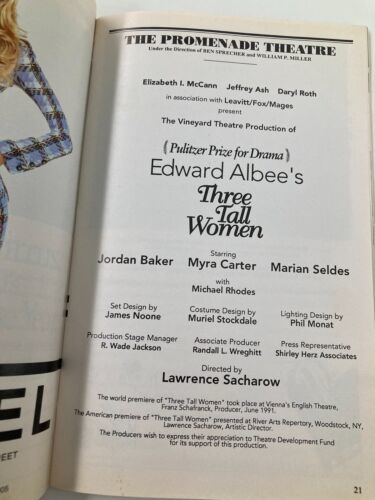 THE PROMENADE THEATRE
Under the Direction of BEN SPRECHER and WILLIAM P. MILLER
Elizabeth I. McCann Jeffrey Ash Daryl Roth
in association with Leavitt/Fox/Mages
present
The Vineyard Theatre Production of
(Pulitzer Prize for Drama)
Edward Albee's
Three
Tall
Women
Starring
Jordan Baker Myra Carter Marian Seldes
with
Michael Rhodes
Set Design by Costume Design by Lighting Design by
James Noone Muriel Stockdale Phil Monat
Production Stage Manager Associate Producer Press Representative
R. Wade Jackson Randall L. Wreghitt Shirley Herz Associates
Directed by
Lawrence Sacharow
The world premiere of "Three Tall Women" took place at Vienna's English Theatre,
Franz Schafranck, Producer, June 1991.
The American premiere of "Three Tall Women" presented at River Arts Repertory, Woodstock, NY,
Lawrence Sacharow, Artistic Director.
The Producers wish to express their appreciation to Theatre Development Fund
for its support of this production.
21
EL
EET